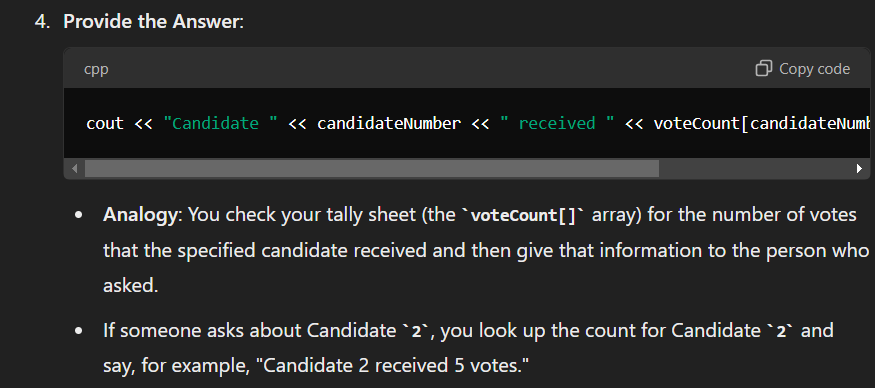 4. Provide the Answer:
cpp
Copy code
cout << "Candidate " << candidateNumber << " received " << voteCount[candidateNumb
• Analogy: You check your tally sheet (the `voteCount[]` array) for the number of votes
that the specified candidate received and then give that information to the person who
asked.
• If someone asks about Candidate `2`, you look up the count for Candidate `2` and
say, for example, "Candidate 2 received 5 votes."